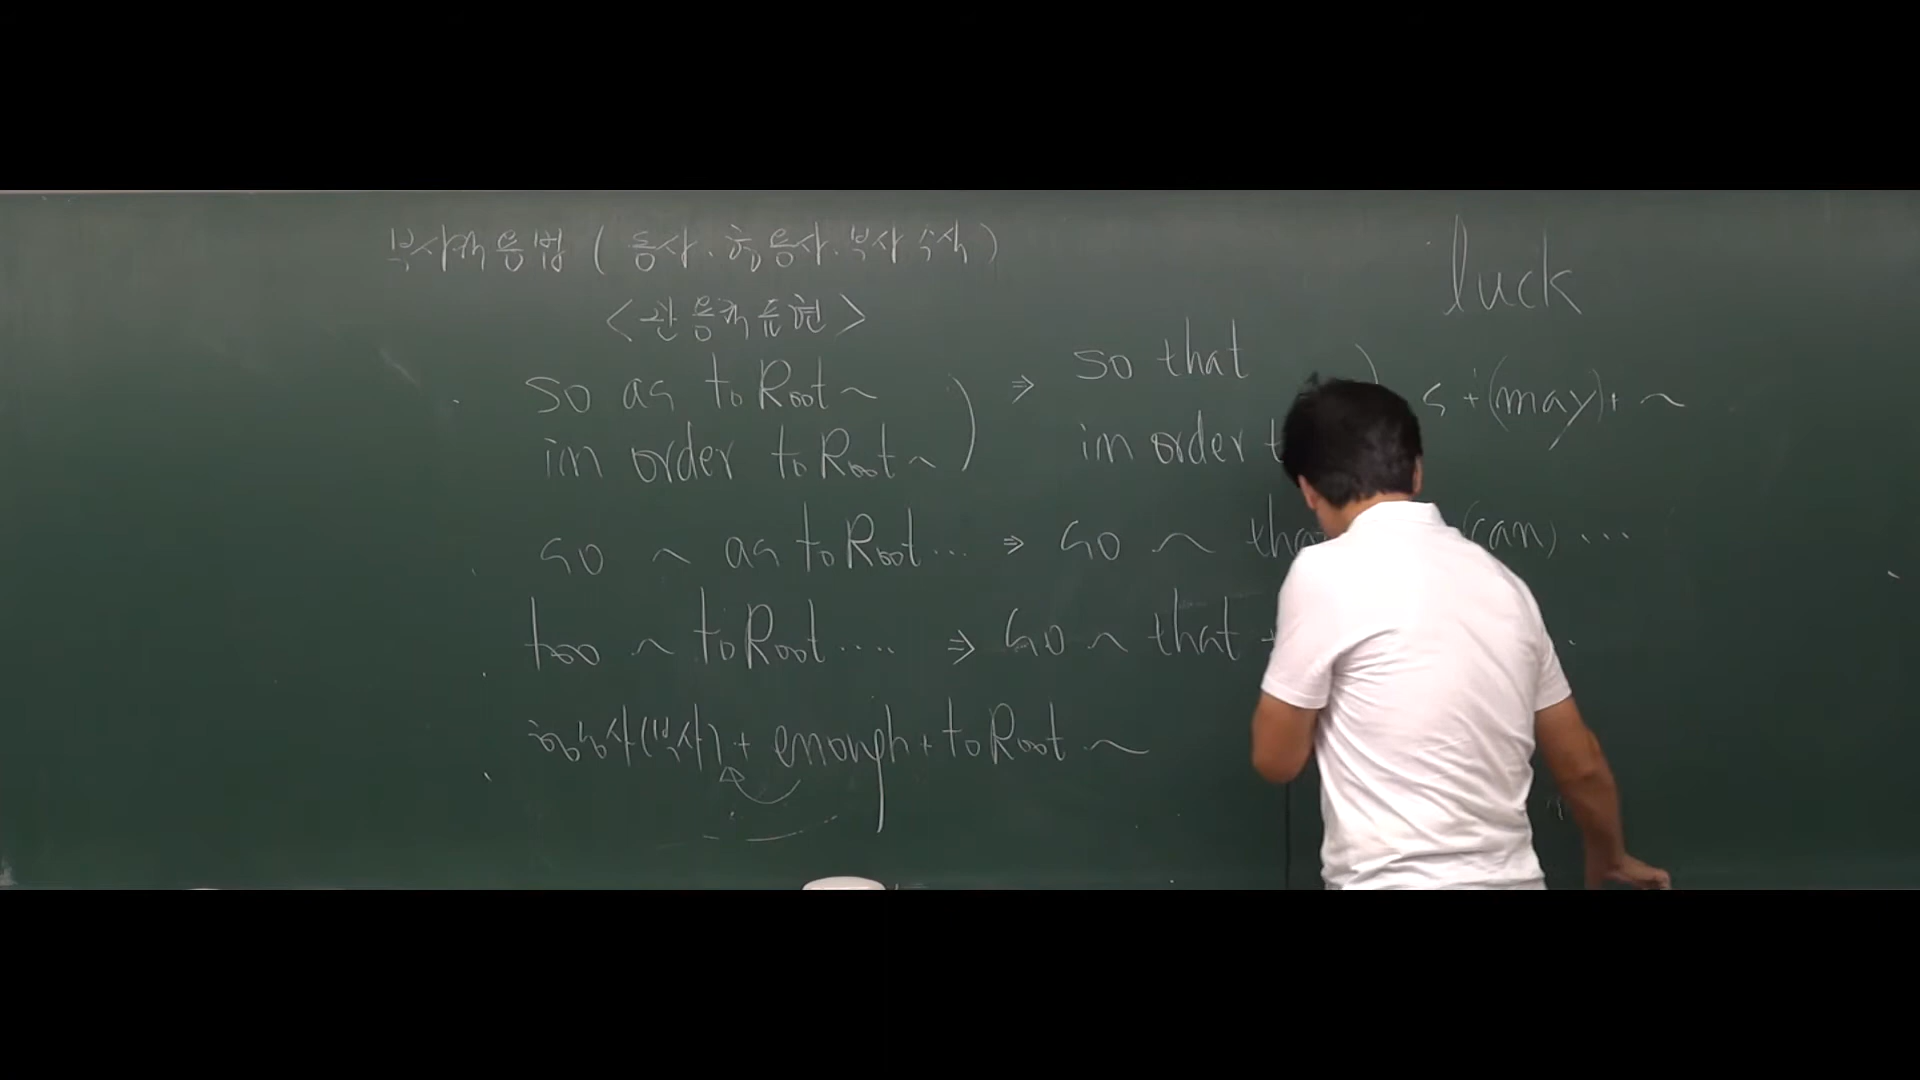 부사적 용법 ( 동사. 형용사. 부사 수식 )
luck
<관용적 표현>
so as to Root ~ ) ⇒ so that ) S + (may) + ~
in order to Root ~ in order
so ~ as to Root ... ⇒ so ~ (can) ...
too ~ to Root .... ⇒ so ~ that +
형용사(부사) + enough + to Root ~